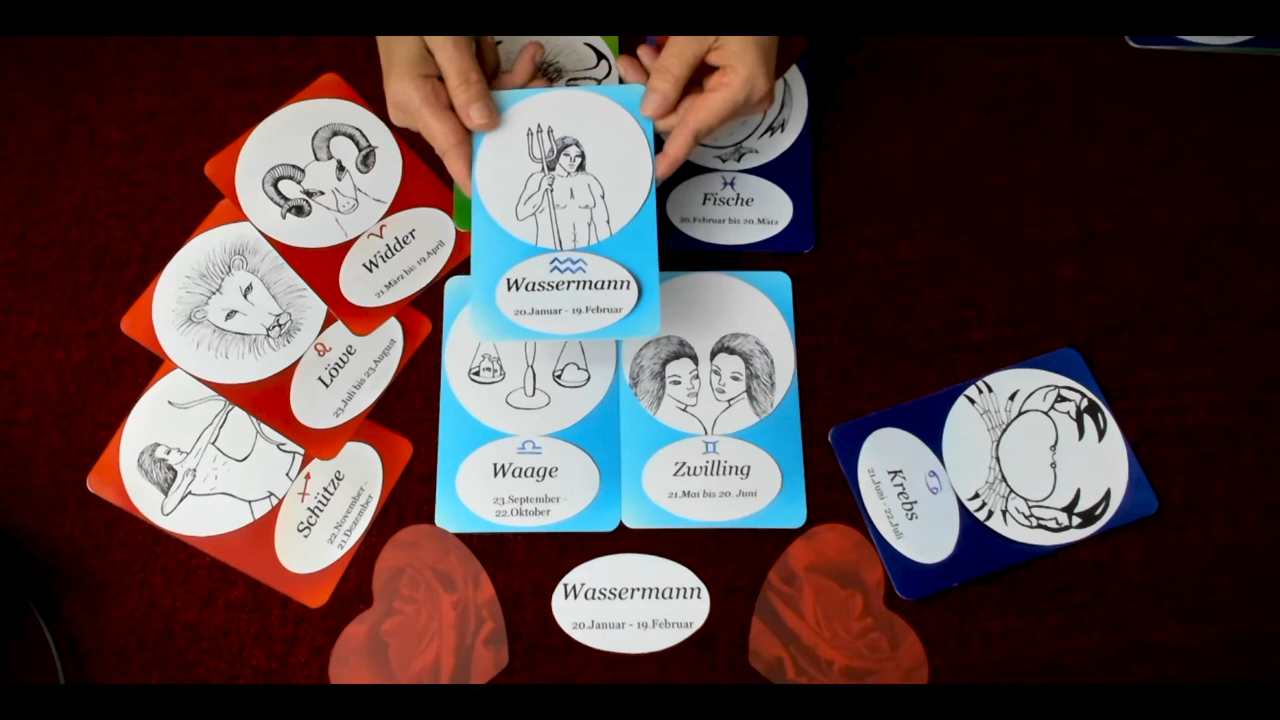 Wassermann
20.Januar - 19.Februar
Fische
20.Februar bis 20.März
Widder
21.März bis 19.April
Löwe
23.Juli bis 23.August
Schütze
22.November -
21.Dezember
Waage
23.September -
22.Oktober
Zwilling
21.Mai bis 20. Juni
Krebs
21.Juni - 22.Juli
Wassermann
20.Januar - 19.Februar